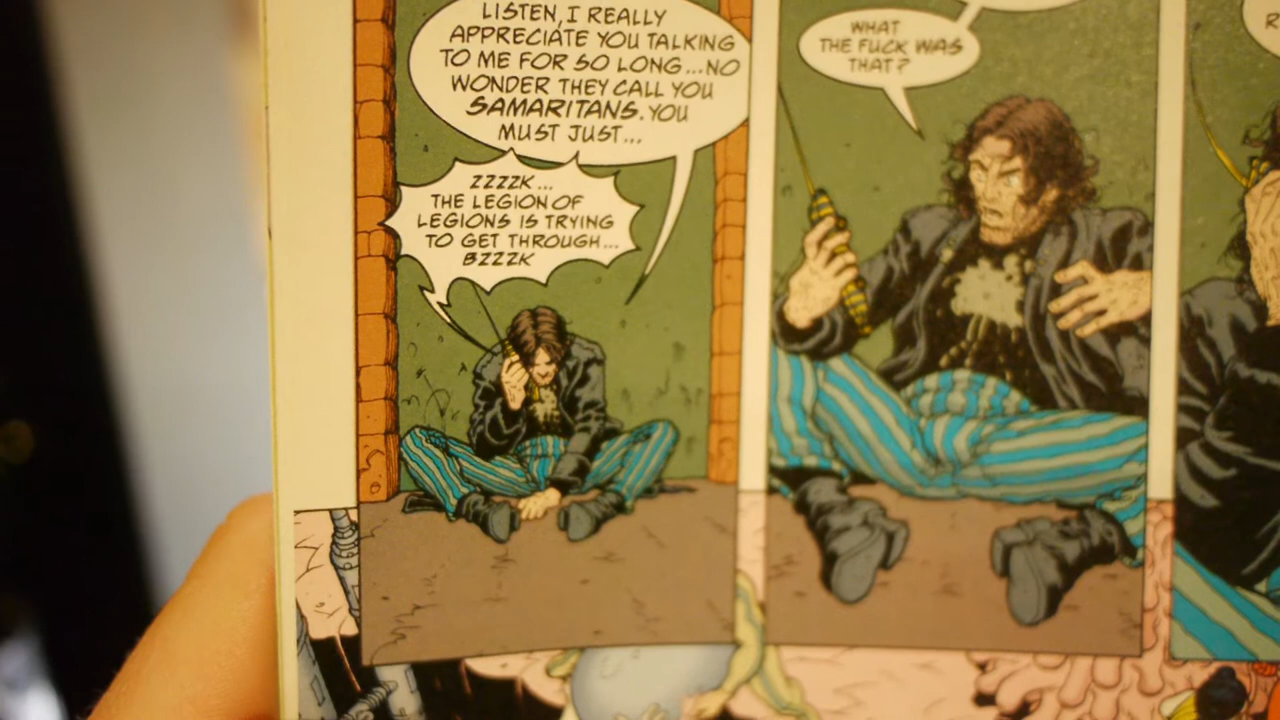 LISTEN, I REALLY
APPRECIATE YOU TALKING
TO ME FOR SO LONG...NO
WONDER THEY CALL YOU
SAMARITANS. YOU
MUST JUST...
ZZZZK...
THE LEGION OF
LEGIONS IS TRYING
TO GET THROUGH...
BZZZK
WHAT
THE FUCK WAS
THAT?